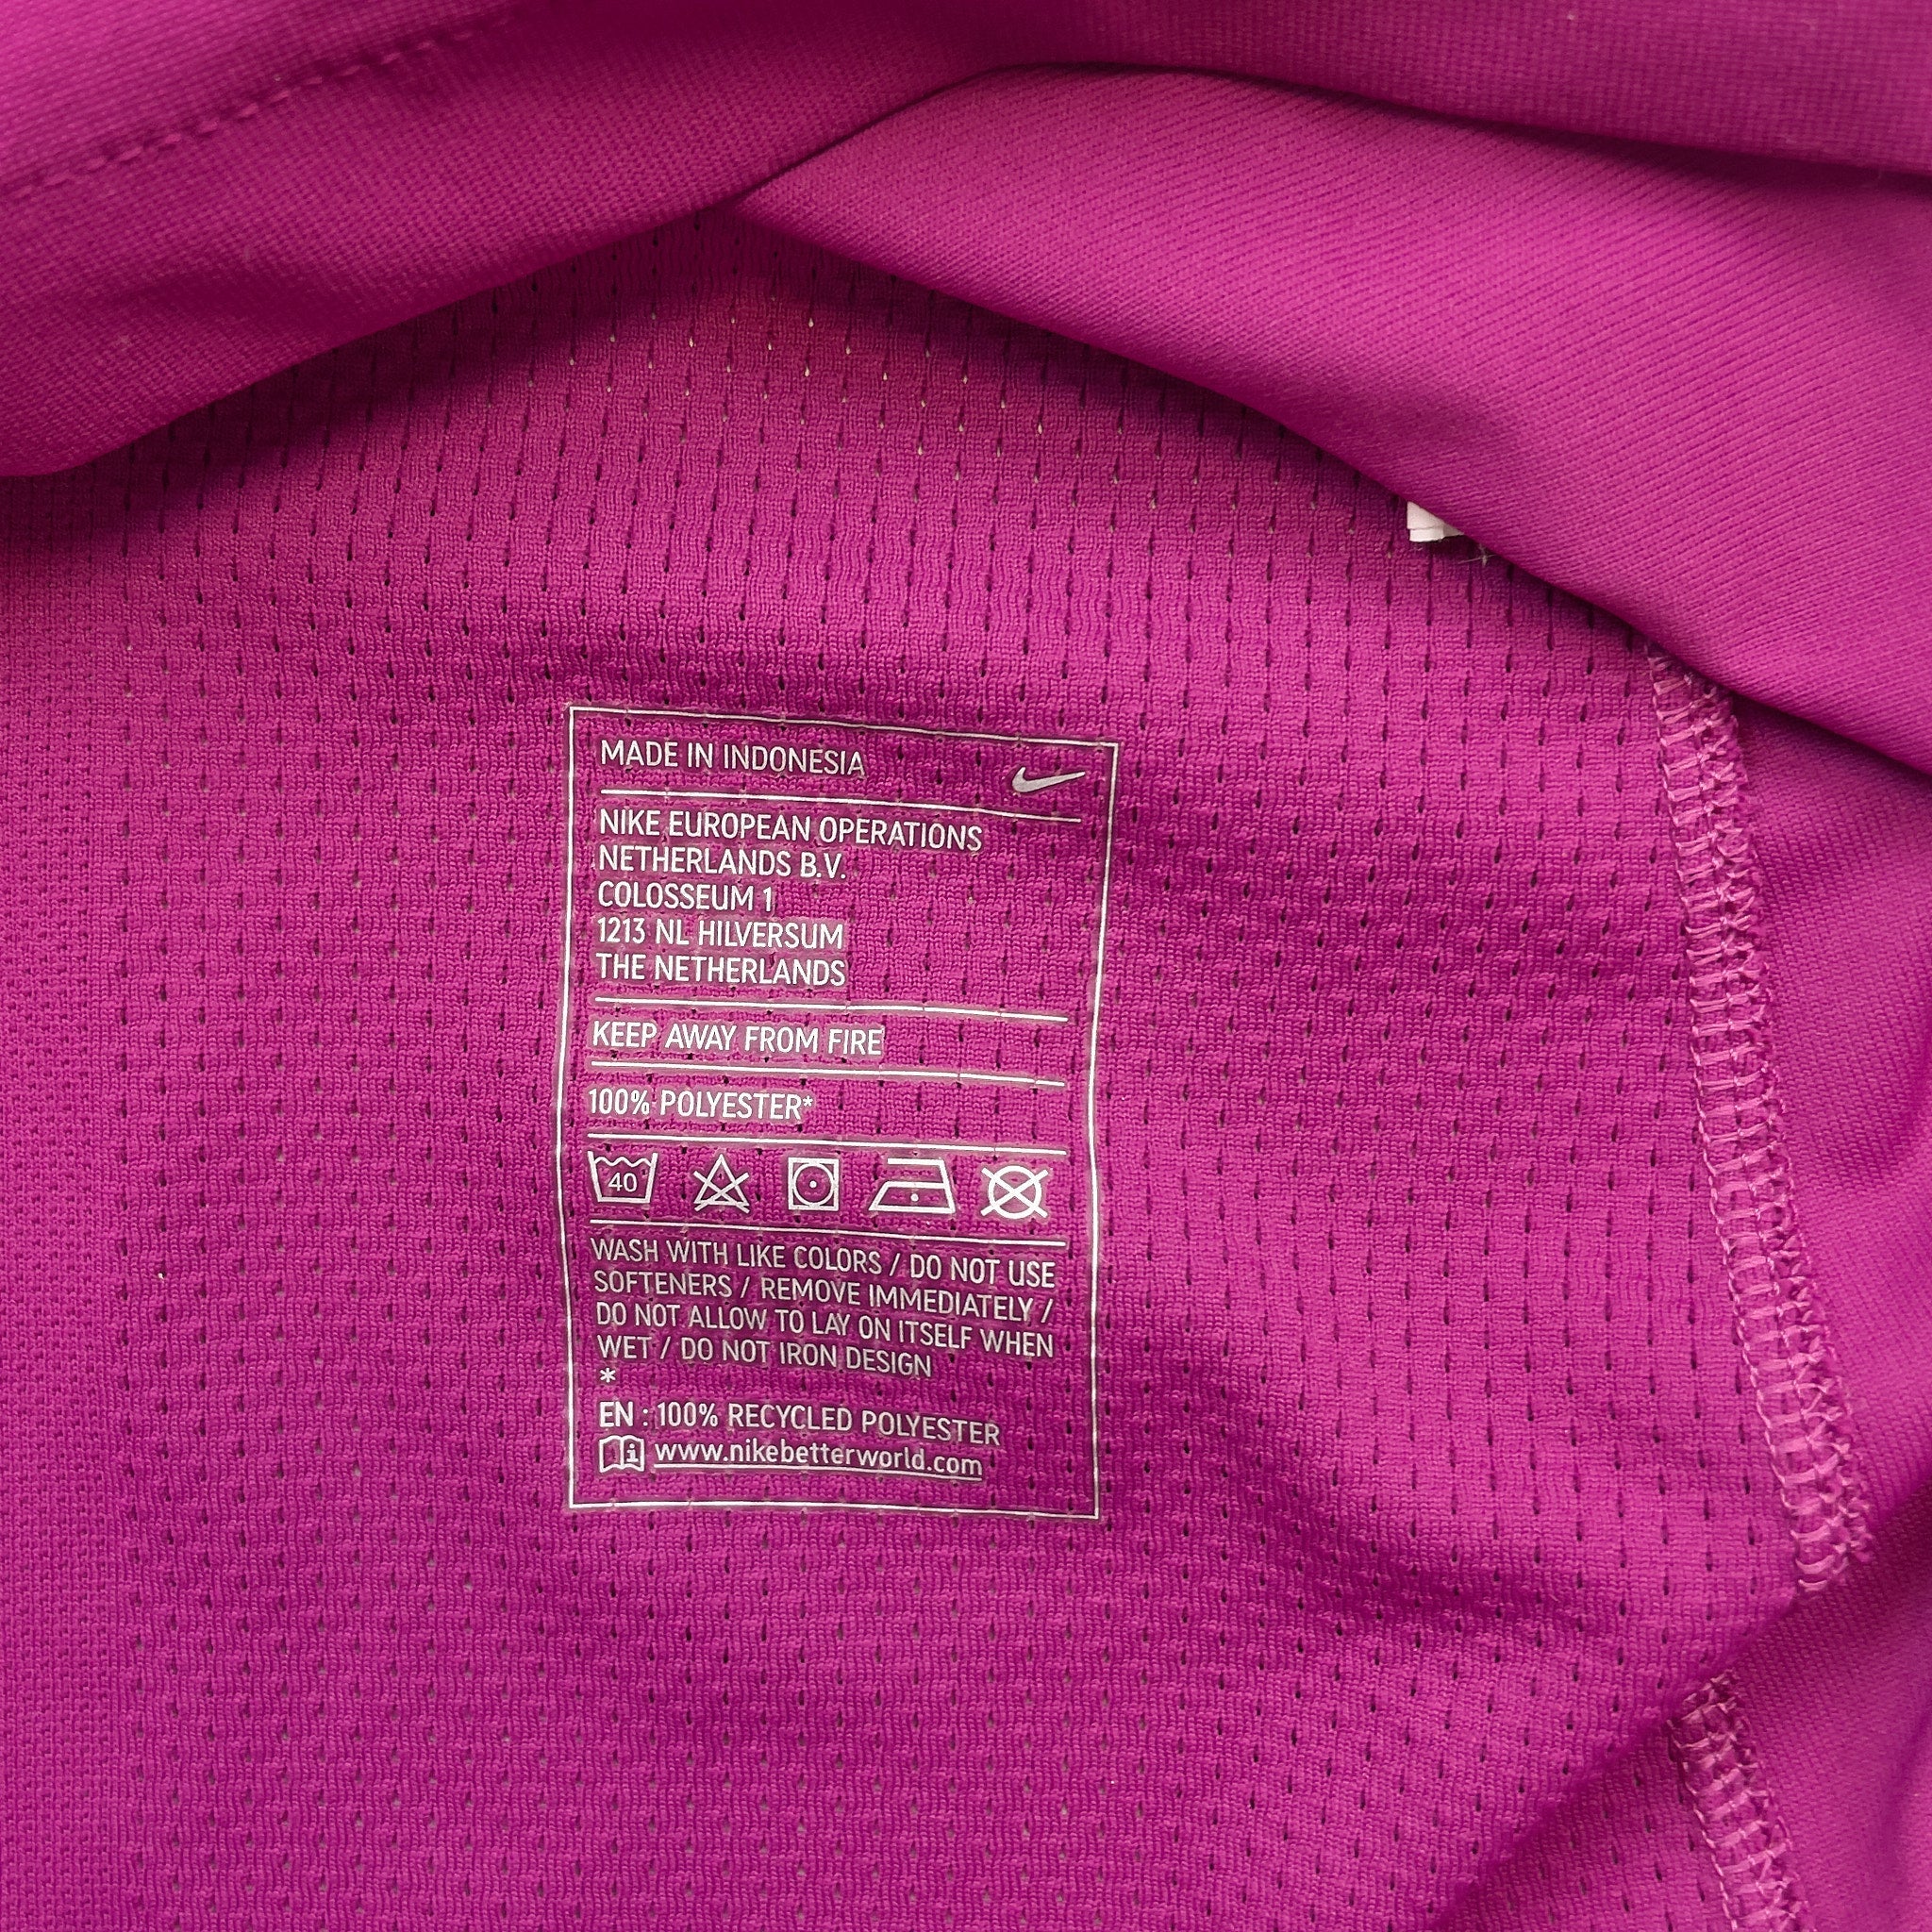 MADE IN INDONESIA
NIKE EUROPEAN OPERATIONS
NETHERLANDS B.V.
COLOSSEUM 1
1213 NL HILVERSUM
THE NETHERLANDS
KEEP AWAY FROM FIRE
100% POLYESTER*
40
WASH WITH LIKE COLORS / DO NOT USE
SOFTENERS / REMOVE IMMEDIATELY /
DO NOT ALLOW TO LAY ON ITSELF WHEN
WET / DO NOT IRON DESIGN
*
EN : 100% RECYCLED POLYESTER
www.nikebetterworld.com